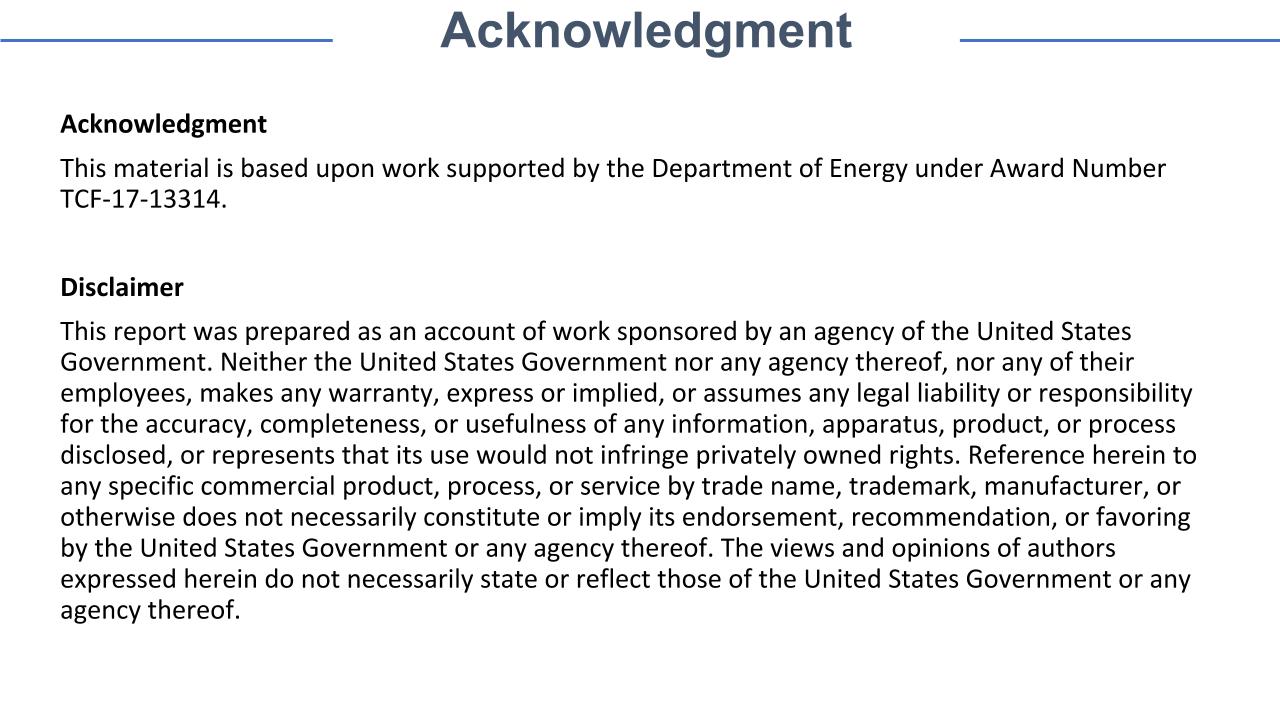 Acknowledgment
Acknowledgment
This material is based upon work supported by the Department of Energy under Award Number
TCF-17-13314.
Disclaimer
This report was prepared as an account of work sponsored by an agency of the United States
Government. Neither the United States Government nor any agency thereof, nor any of their
employees, makes any warranty, express or implied, or assumes any legal liability or responsibility
for the accuracy, completeness, or usefulness of any information, apparatus, product, or process
disclosed, or represents that its use would not infringe privately owned rights. Reference herein to
any specific commercial product, process, or service by trade name, trademark, manufacturer, or
otherwise does not necessarily constitute or imply its endorsement, recommendation, or favoring
by the United States Government or any agency thereof. The views and opinions of authors
expressed herein do not necessarily state or reflect those of the United States Government or any
agency thereof.